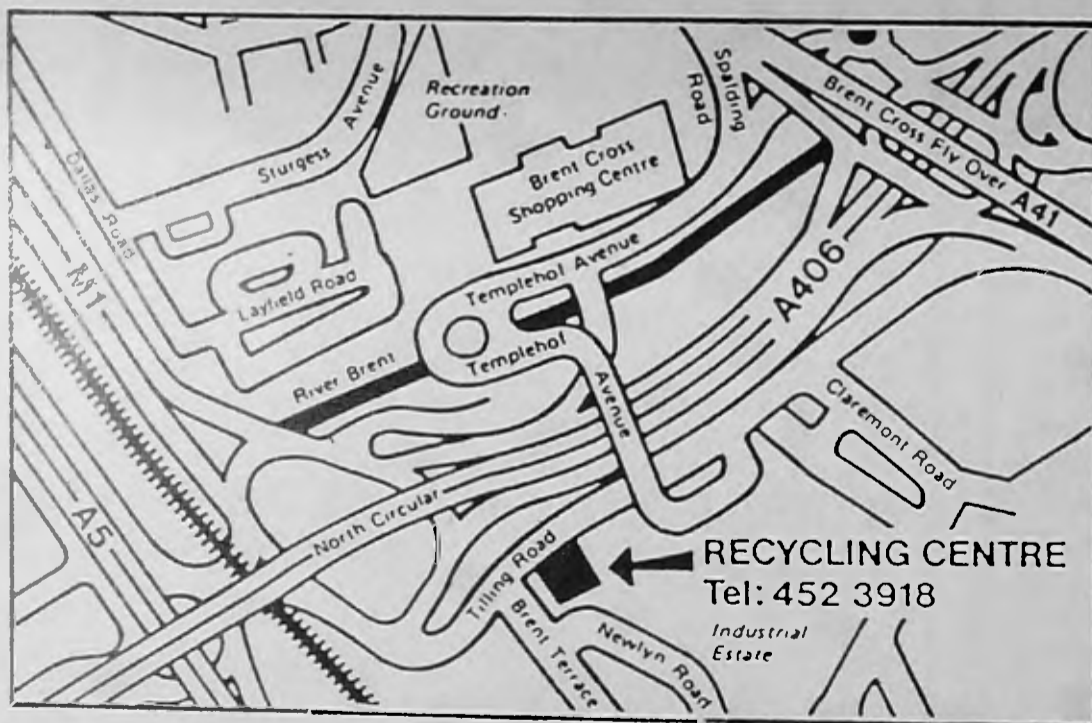 Recreation
Ground
Avenue
Sturgess
Spalding
Road
Brent Cross Fly Over A41
Dallas Road
Brent Cross
Shopping Centre
M1
Layfield Road
Templehof Avenue
A406
River Brent
Templehof
Avenue
Claremont Road
A5
North Circular
Tilling Road
RECYCLING CENTRE
Tel: 452 3918
Industrial
Estate
Brent Terrace
Newlyn Road